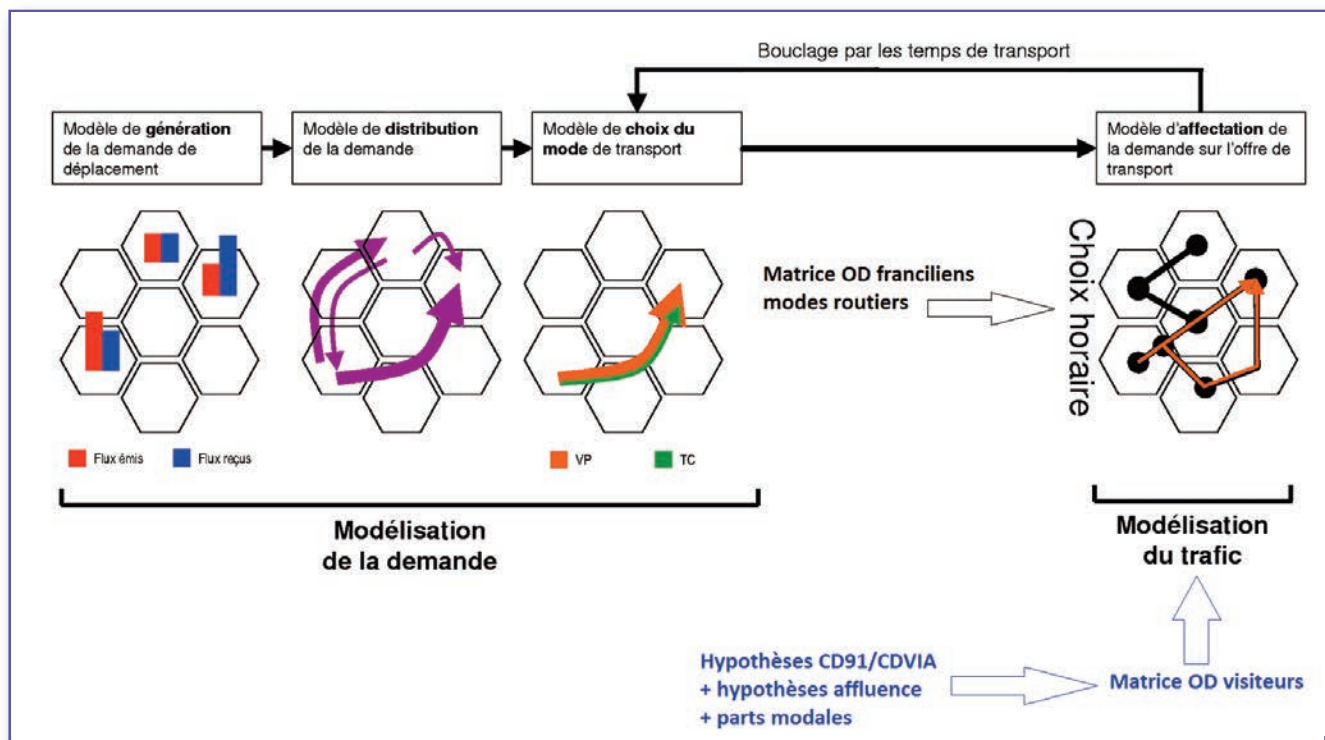 Bouclage par les temps de transport
Modèle de génération
de la demande de
déplacement
Modèle de distribution
de la demande
Modèle de choix du
mode de transport
Modèle d'affectation de
la demande sur l'offre de
transport
Matrice OD franciliens
modes routiers
Choix horaire
Flux émis
Flux reçus
VP
TC
Modélisation
de la demande
Modélisation
du trafic
Hypothèses CD91/CDVIA
+ hypothèses affluence
+ parts modales
Matrice OD visiteurs